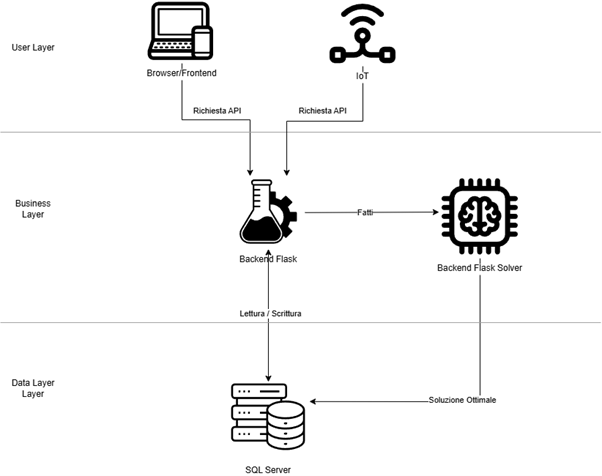 User Layer
Browser/Frontend
IoT
Richiesta API
Richiesta API
Business
Layer
Fatti
Backend Flask
Backend Flask Solver
Lettura / Scrittura
Data Layer
Layer
Soluzione Ottimale
SQL Server